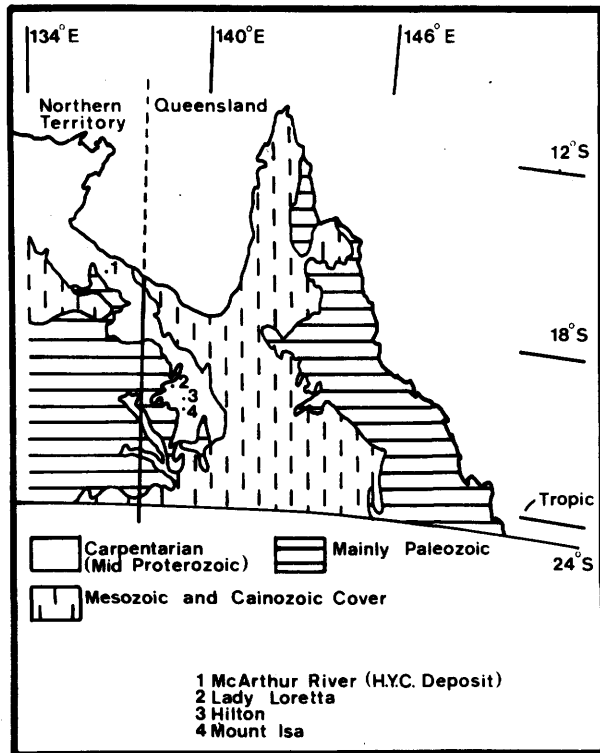 134°E
140°E
146°E
Northern Territory
Queensland
12°S
.1
18°S
.2
.3
.4
Tropic
24°S
Carpentarian
(Mid Proterozoic)
Mainly Paleozoic
Mesozoic and Cainozoic Cover
1 McArthur River (H.Y.C. Deposit)
2 Lady Loretta
3 Hilton
4 Mount Isa